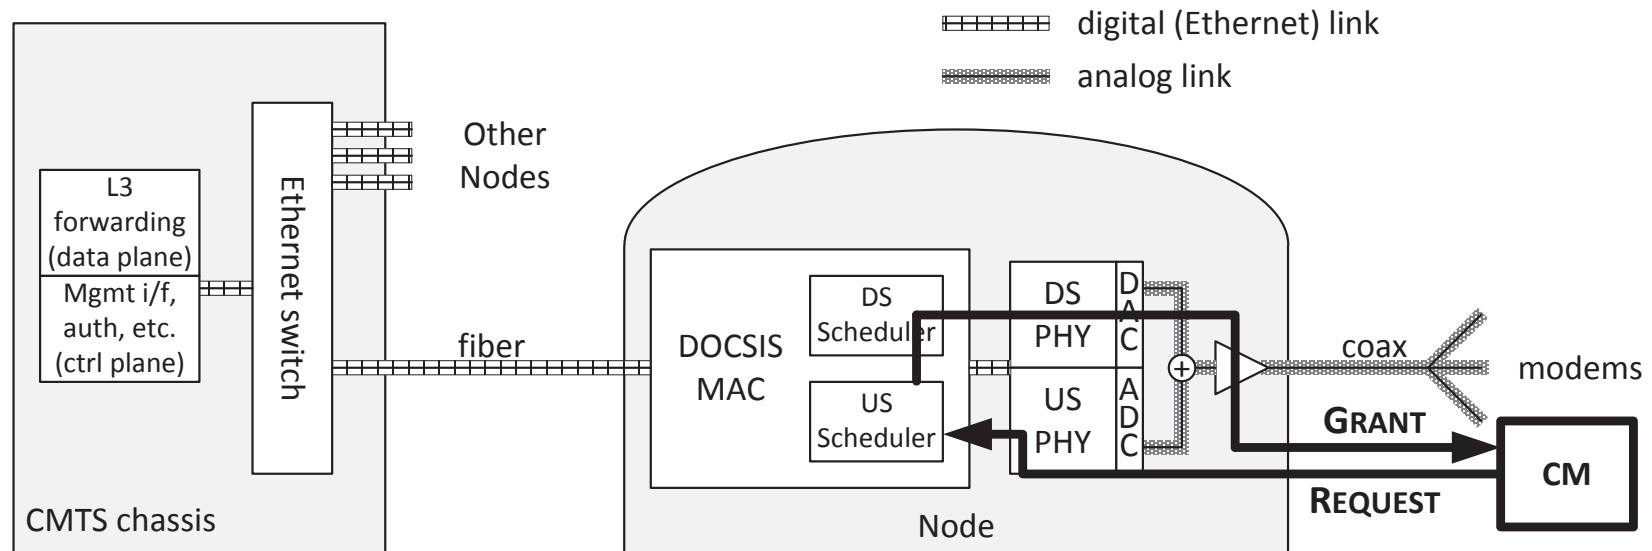 digital (Ethernet) link
analog link
Other
Nodes
L3
forwarding
(data plane)
Mgmt i/f,
auth, etc.
(ctrl plane)
Ethernet switch
fiber
CMTS chassis
DOCSIS
MAC
DS
Scheduler
US
Scheduler
DS
PHY
DAC
US
PHY
ADC
+
coax
modems
GRANT
REQUEST
CM
Node